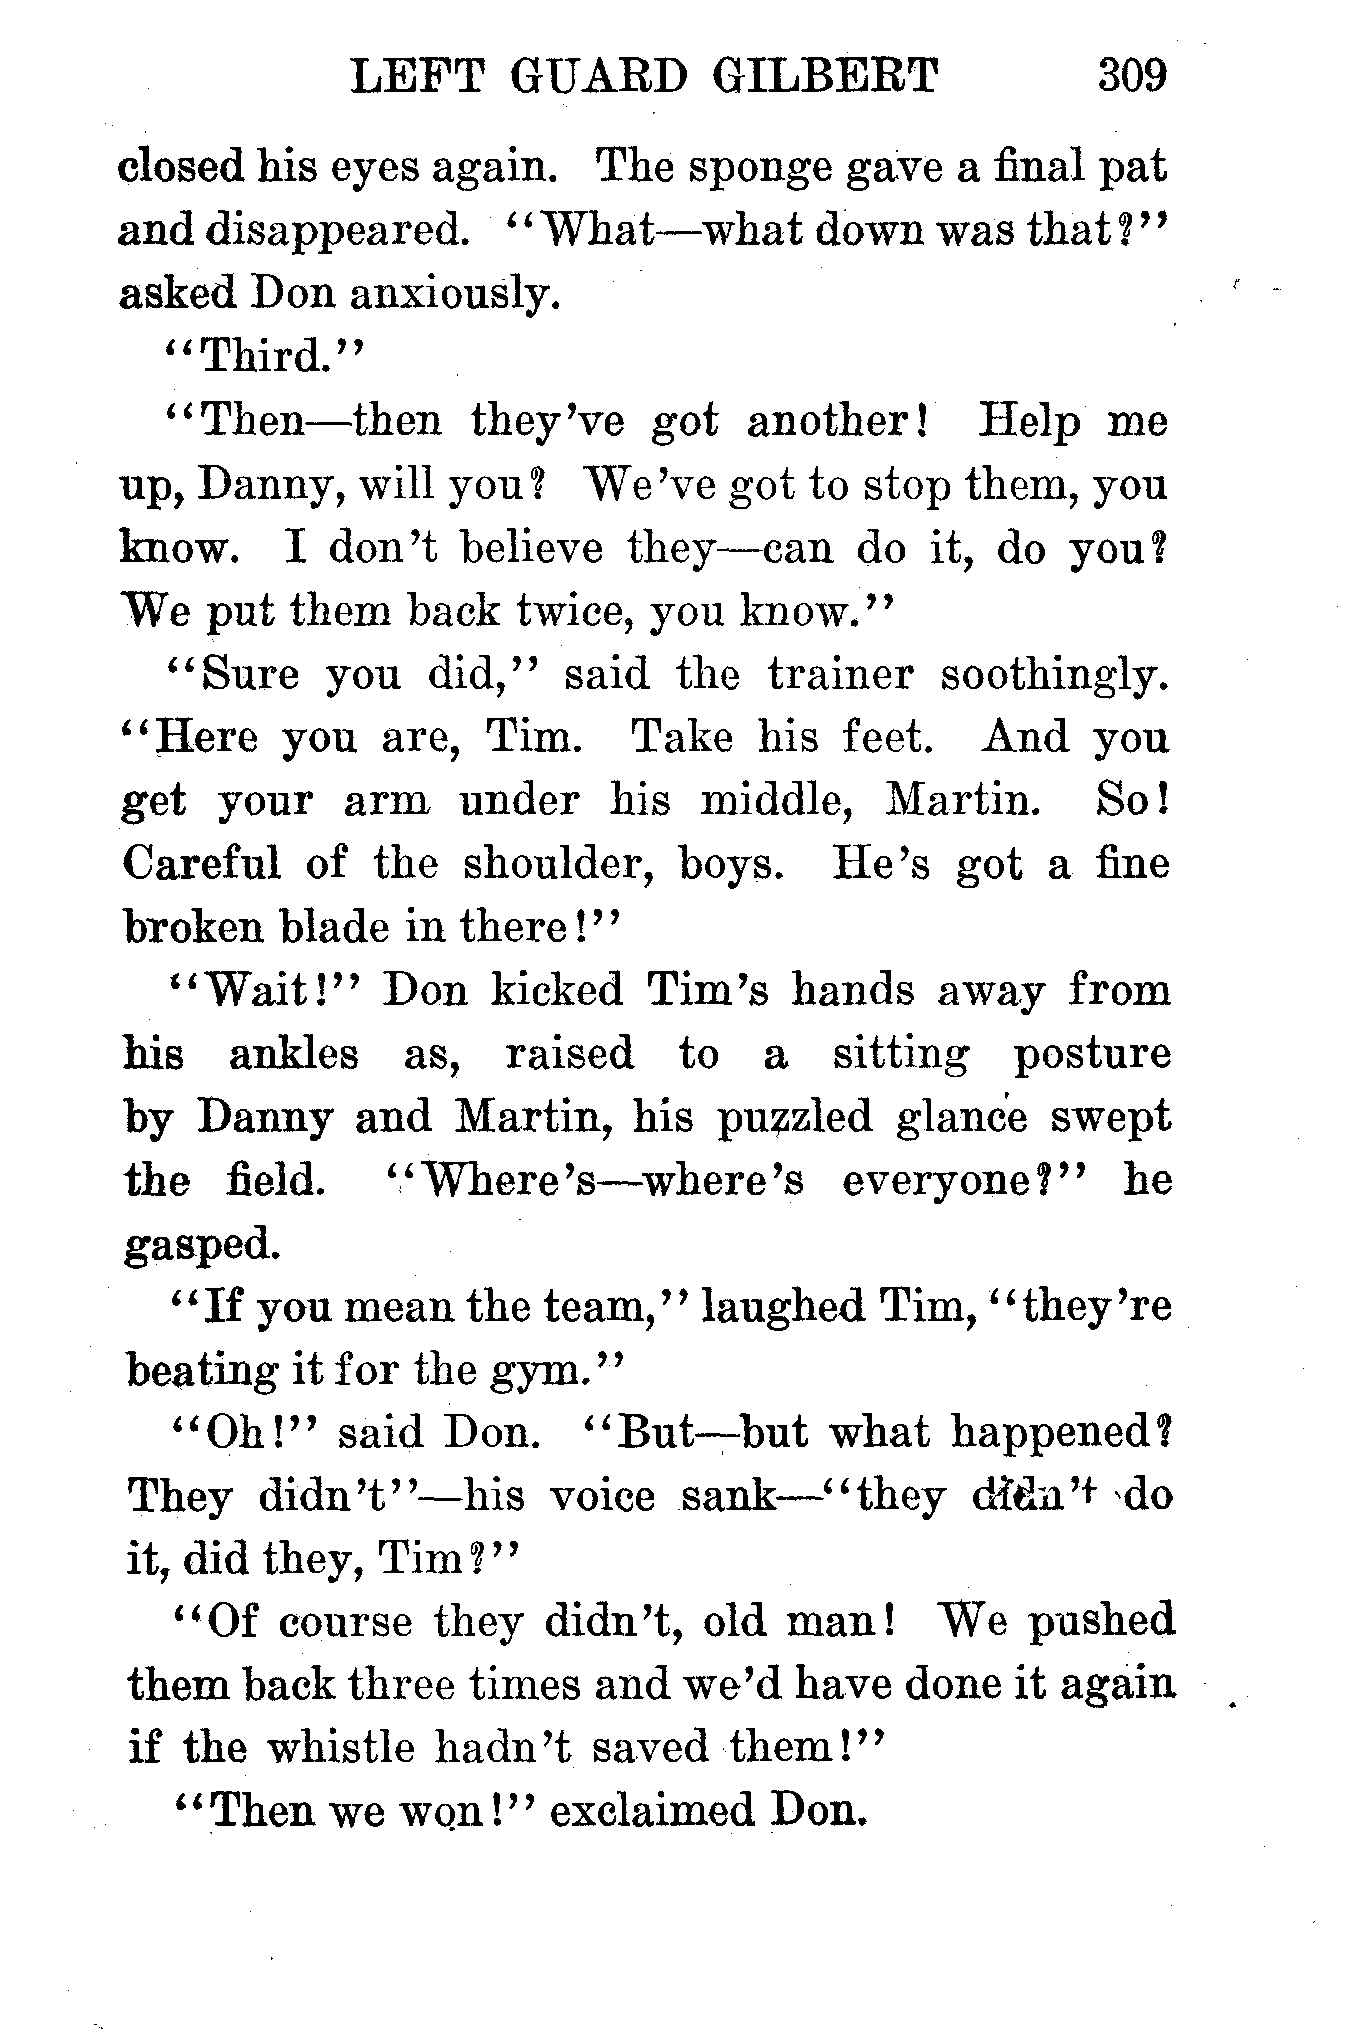 LEFT GUARD GILBERT 309
closed his eyes again. The sponge gave a final pat
and disappeared. "What—what down was that?"
asked Don anxiously.
"Third."
"Then—then they've got another! Help me
up, Danny, will you? We've got to stop them, you
know. I don't believe they—can do it, do you?
We put them back twice, you know."
"Sure you did," said the trainer soothingly.
"Here you are, Tim. Take his feet. And you
get your arm under his middle, Martin. So!
Careful of the shoulder, boys. He's got a fine
broken blade in there!"
"Wait!" Don kicked Tim's hands away from
his ankles as, raised to a sitting posture
by Danny and Martin, his puzzled glance swept
the field. "Where's—where's everyone?" he
gasped.
"If you mean the team," laughed Tim, "they're
beating it for the gym."
"Oh!" said Don. "But—but what happened?
They didn't"—his voice sank—"they didn't do
it, did they, Tim?"
"Of course they didn't, old man! We pushed
them back three times and we'd have done it again
if the whistle hadn't saved them!"
"Then we won!" exclaimed Don.